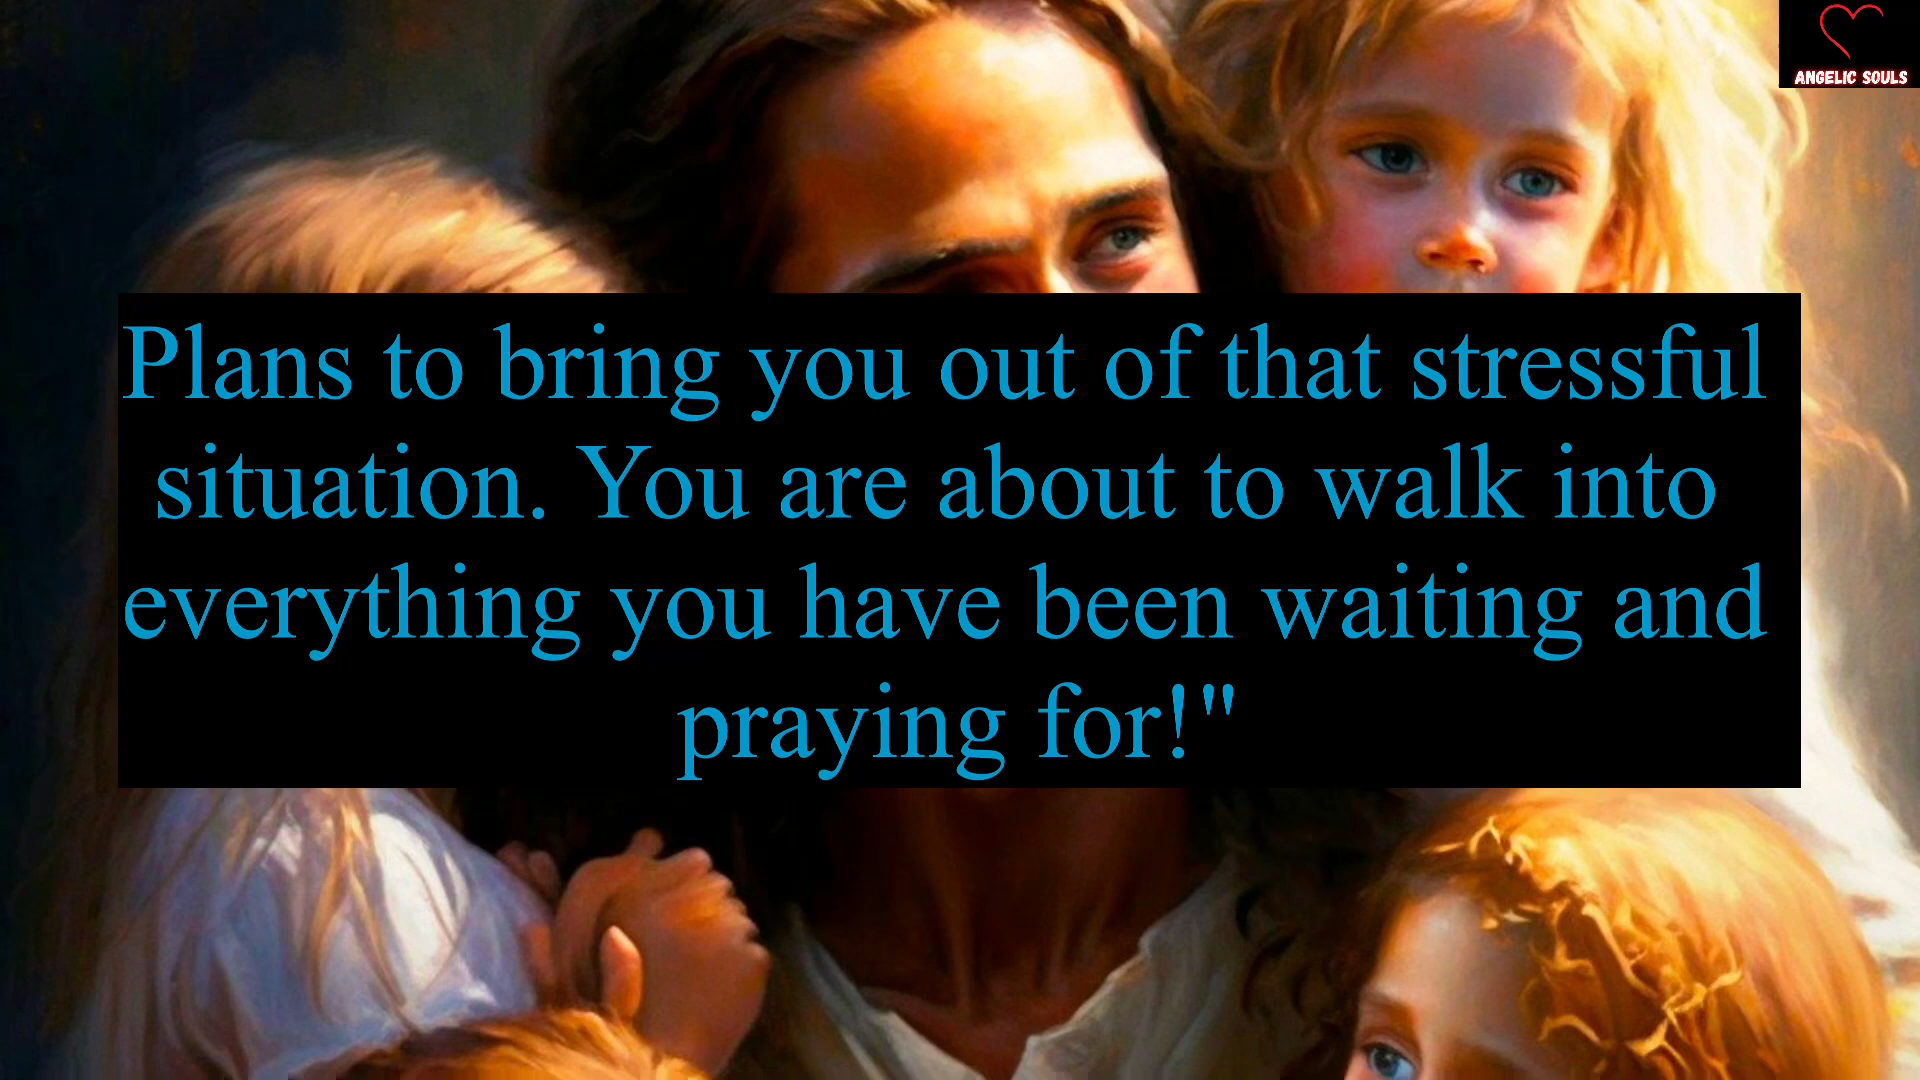 ANGELIC SOULS
Plans to bring you out of that stressful
situation. You are about to walk into
everything you have been waiting and
praying for!"